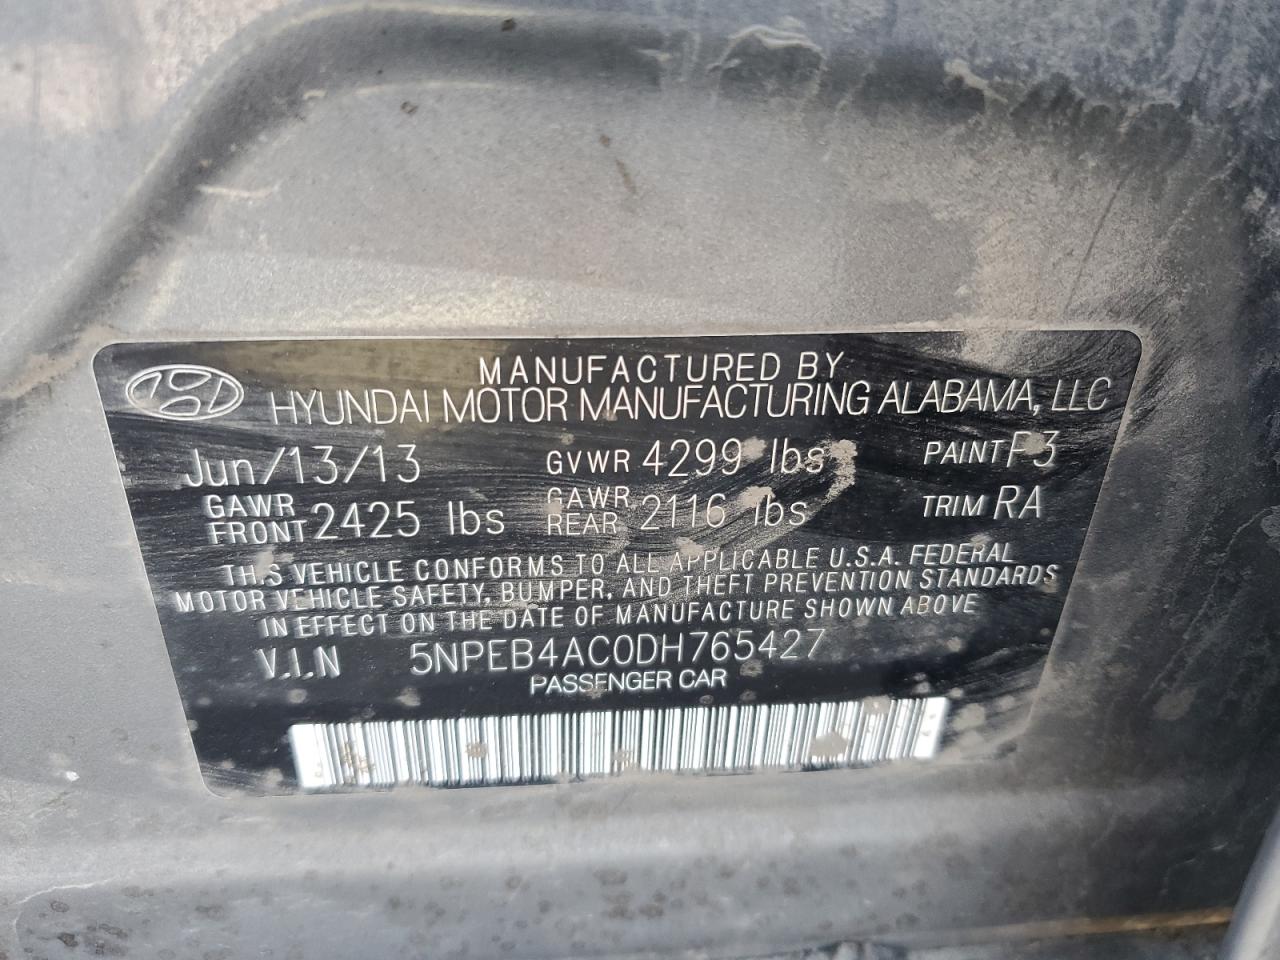 MANUFACTURED BY
HYUNDAI MOTOR MANUFACTURING ALABAMA, LLC
Jun/13/13 GVWR 4299 lbs PAINT P3
GAWR FRONT 2425 lbs GAWR REAR 2116 lbs TRIM RA
THIS VEHICLE CONFORMS TO ALL APPLICABLE U.S.A. FEDERAL
MOTOR VEHICLE SAFETY, BUMPER, AND THEFT PREVENTION STANDARDS
IN EFFECT ON THE DATE OF MANUFACTURE SHOWN ABOVE
V.I.N 5NPEB4AC0DH765427
PASSENGER CAR